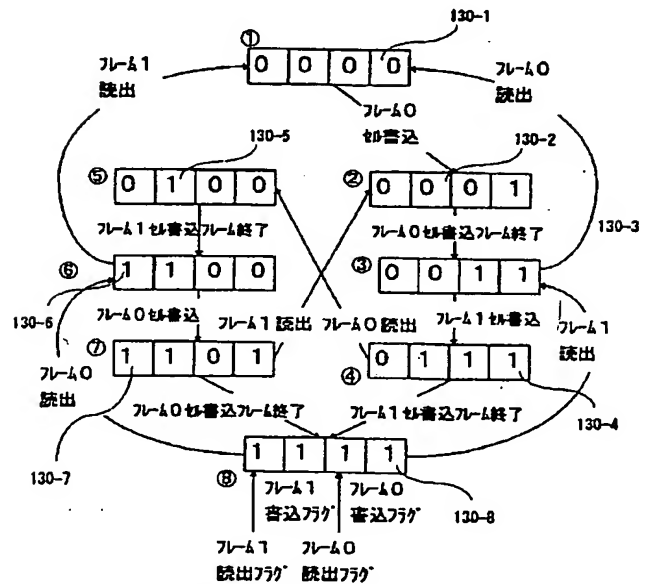 130-1
①
0 0 0 0
ﾌﾚｰﾑ1
読出
ﾌﾚｰﾑ0
読出
ﾌﾚｰﾑ0
ｾﾙ書込
130-5
130-2
⑤
0 1 0 0
②
0 0 0 1
ﾌﾚｰﾑ1ｾﾙ書込ﾌﾚｰﾑ終了
ﾌﾚｰﾑ0ｾﾙ書込ﾌﾚｰﾑ終了
130-3
⑥
1 1 0 0
③
0 0 1 1
130-6
ﾌﾚｰﾑ0ｾﾙ書込
ﾌﾚｰﾑ1読出
ﾌﾚｰﾑ0読出
ﾌﾚｰﾑ1ｾﾙ書込
ﾌﾚｰﾑ1
読出
⑦
1 1 0 1
④
0 1 1 1
ﾌﾚｰﾑ0
読出
ﾌﾚｰﾑ0ｾﾙ書込ﾌﾚｰﾑ終了
ﾌﾚｰﾑ1ｾﾙ書込ﾌﾚｰﾑ終了
130-4
130-7
⑧
1 1 1 1
130-8
ﾌﾚｰﾑ1
書込ﾌﾗｸﾞ
ﾌﾚｰﾑ0
書込ﾌﾗｸﾞ
ﾌﾚｰﾑ1
読出ﾌﾗｸﾞ
ﾌﾚｰﾑ0
読出ﾌﾗｸﾞ